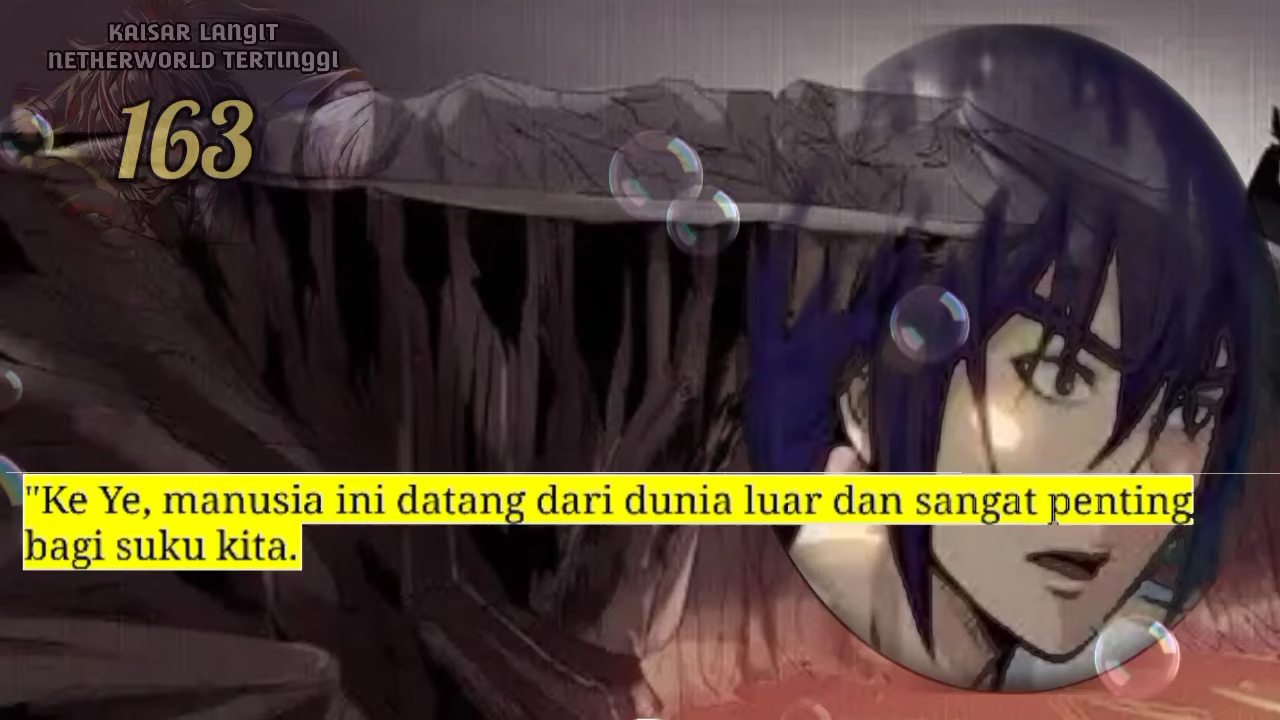 KAISAR LANGIT
NETHERWORLD TERTINGGI
163
"Ke Ye, manusia ini datang dari dunia luar dan sangat penting
bagi suku kita.